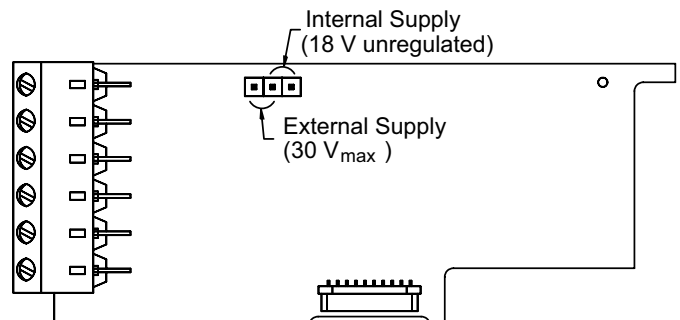 Internal Supply
(18 V unregulated)
External Supply
(30 Vmax )